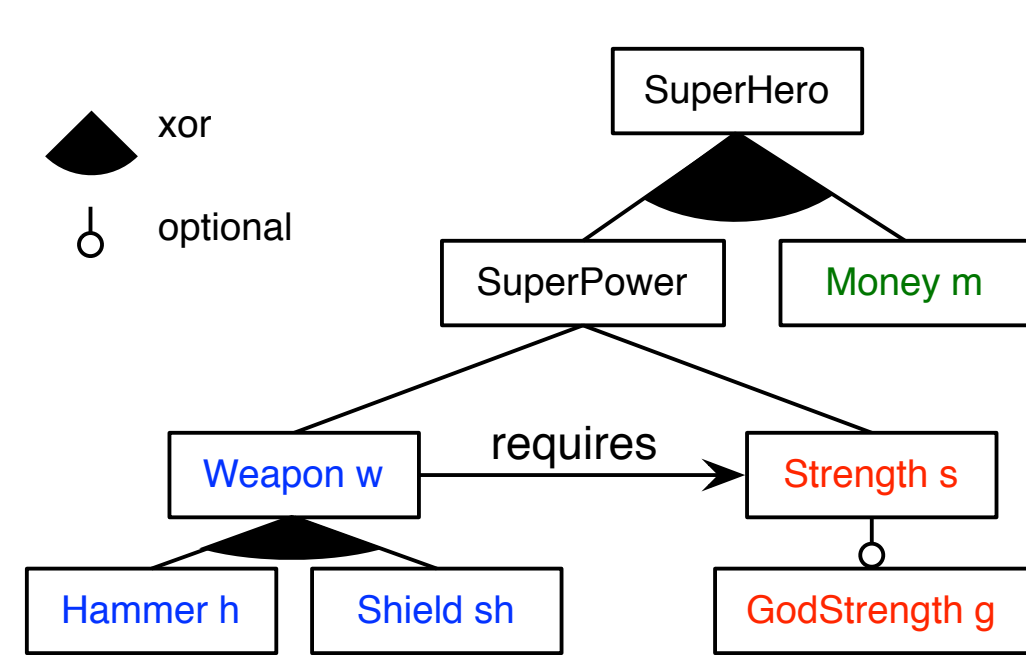 SuperHero
xor
optional
SuperPower
Money m
requires
Weapon w
Strength s
Hammer h
Shield sh
GodStrength g